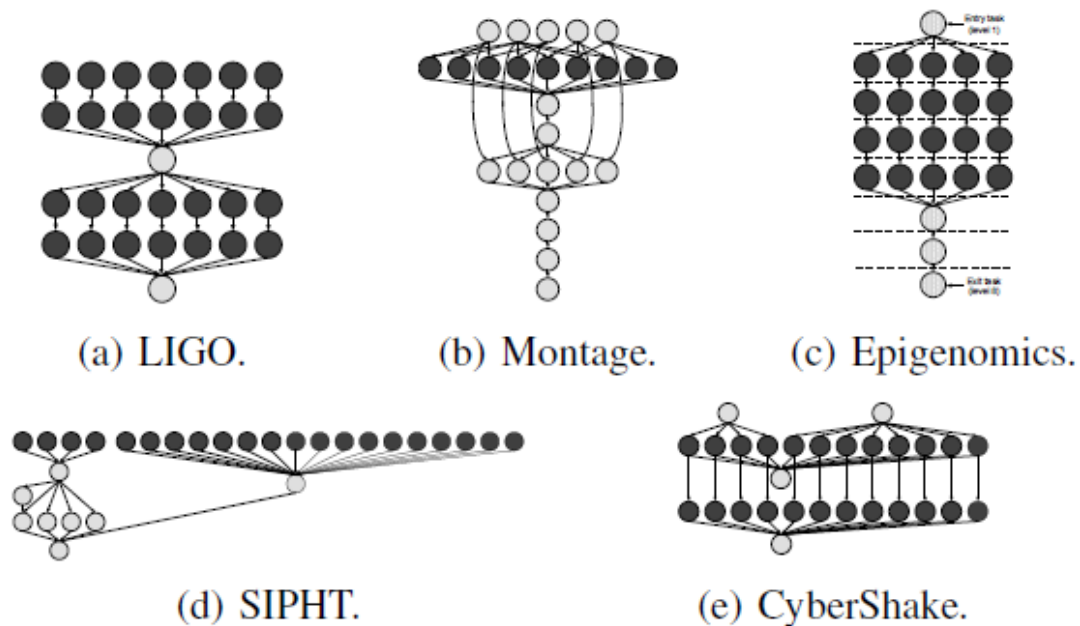 Entry task
(level 1)
Exit task
(level 8)
(a) LIGO.
(b) Montage.
(c) Epigenomics.
(d) SIPHT.
(e) CyberShake.